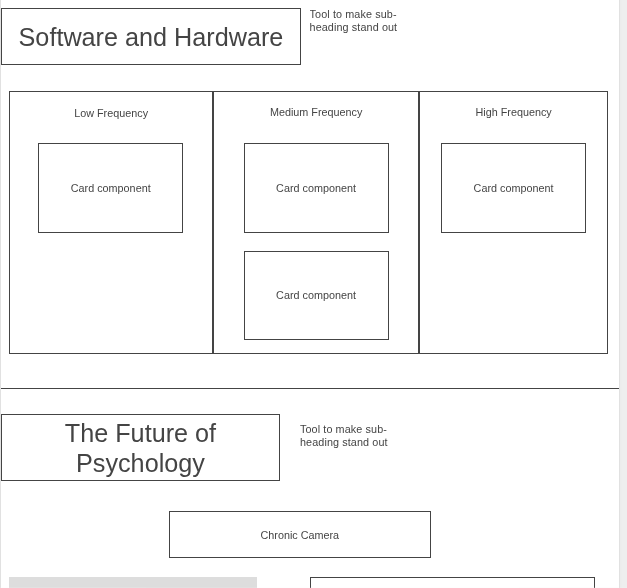 Software and Hardware
Tool to make sub-
heading stand out
Low Frequency
Medium Frequency
High Frequency
Card component
Card component
Card component
Card component
The Future of
Psychology
Tool to make sub-
heading stand out
Chronic Camera